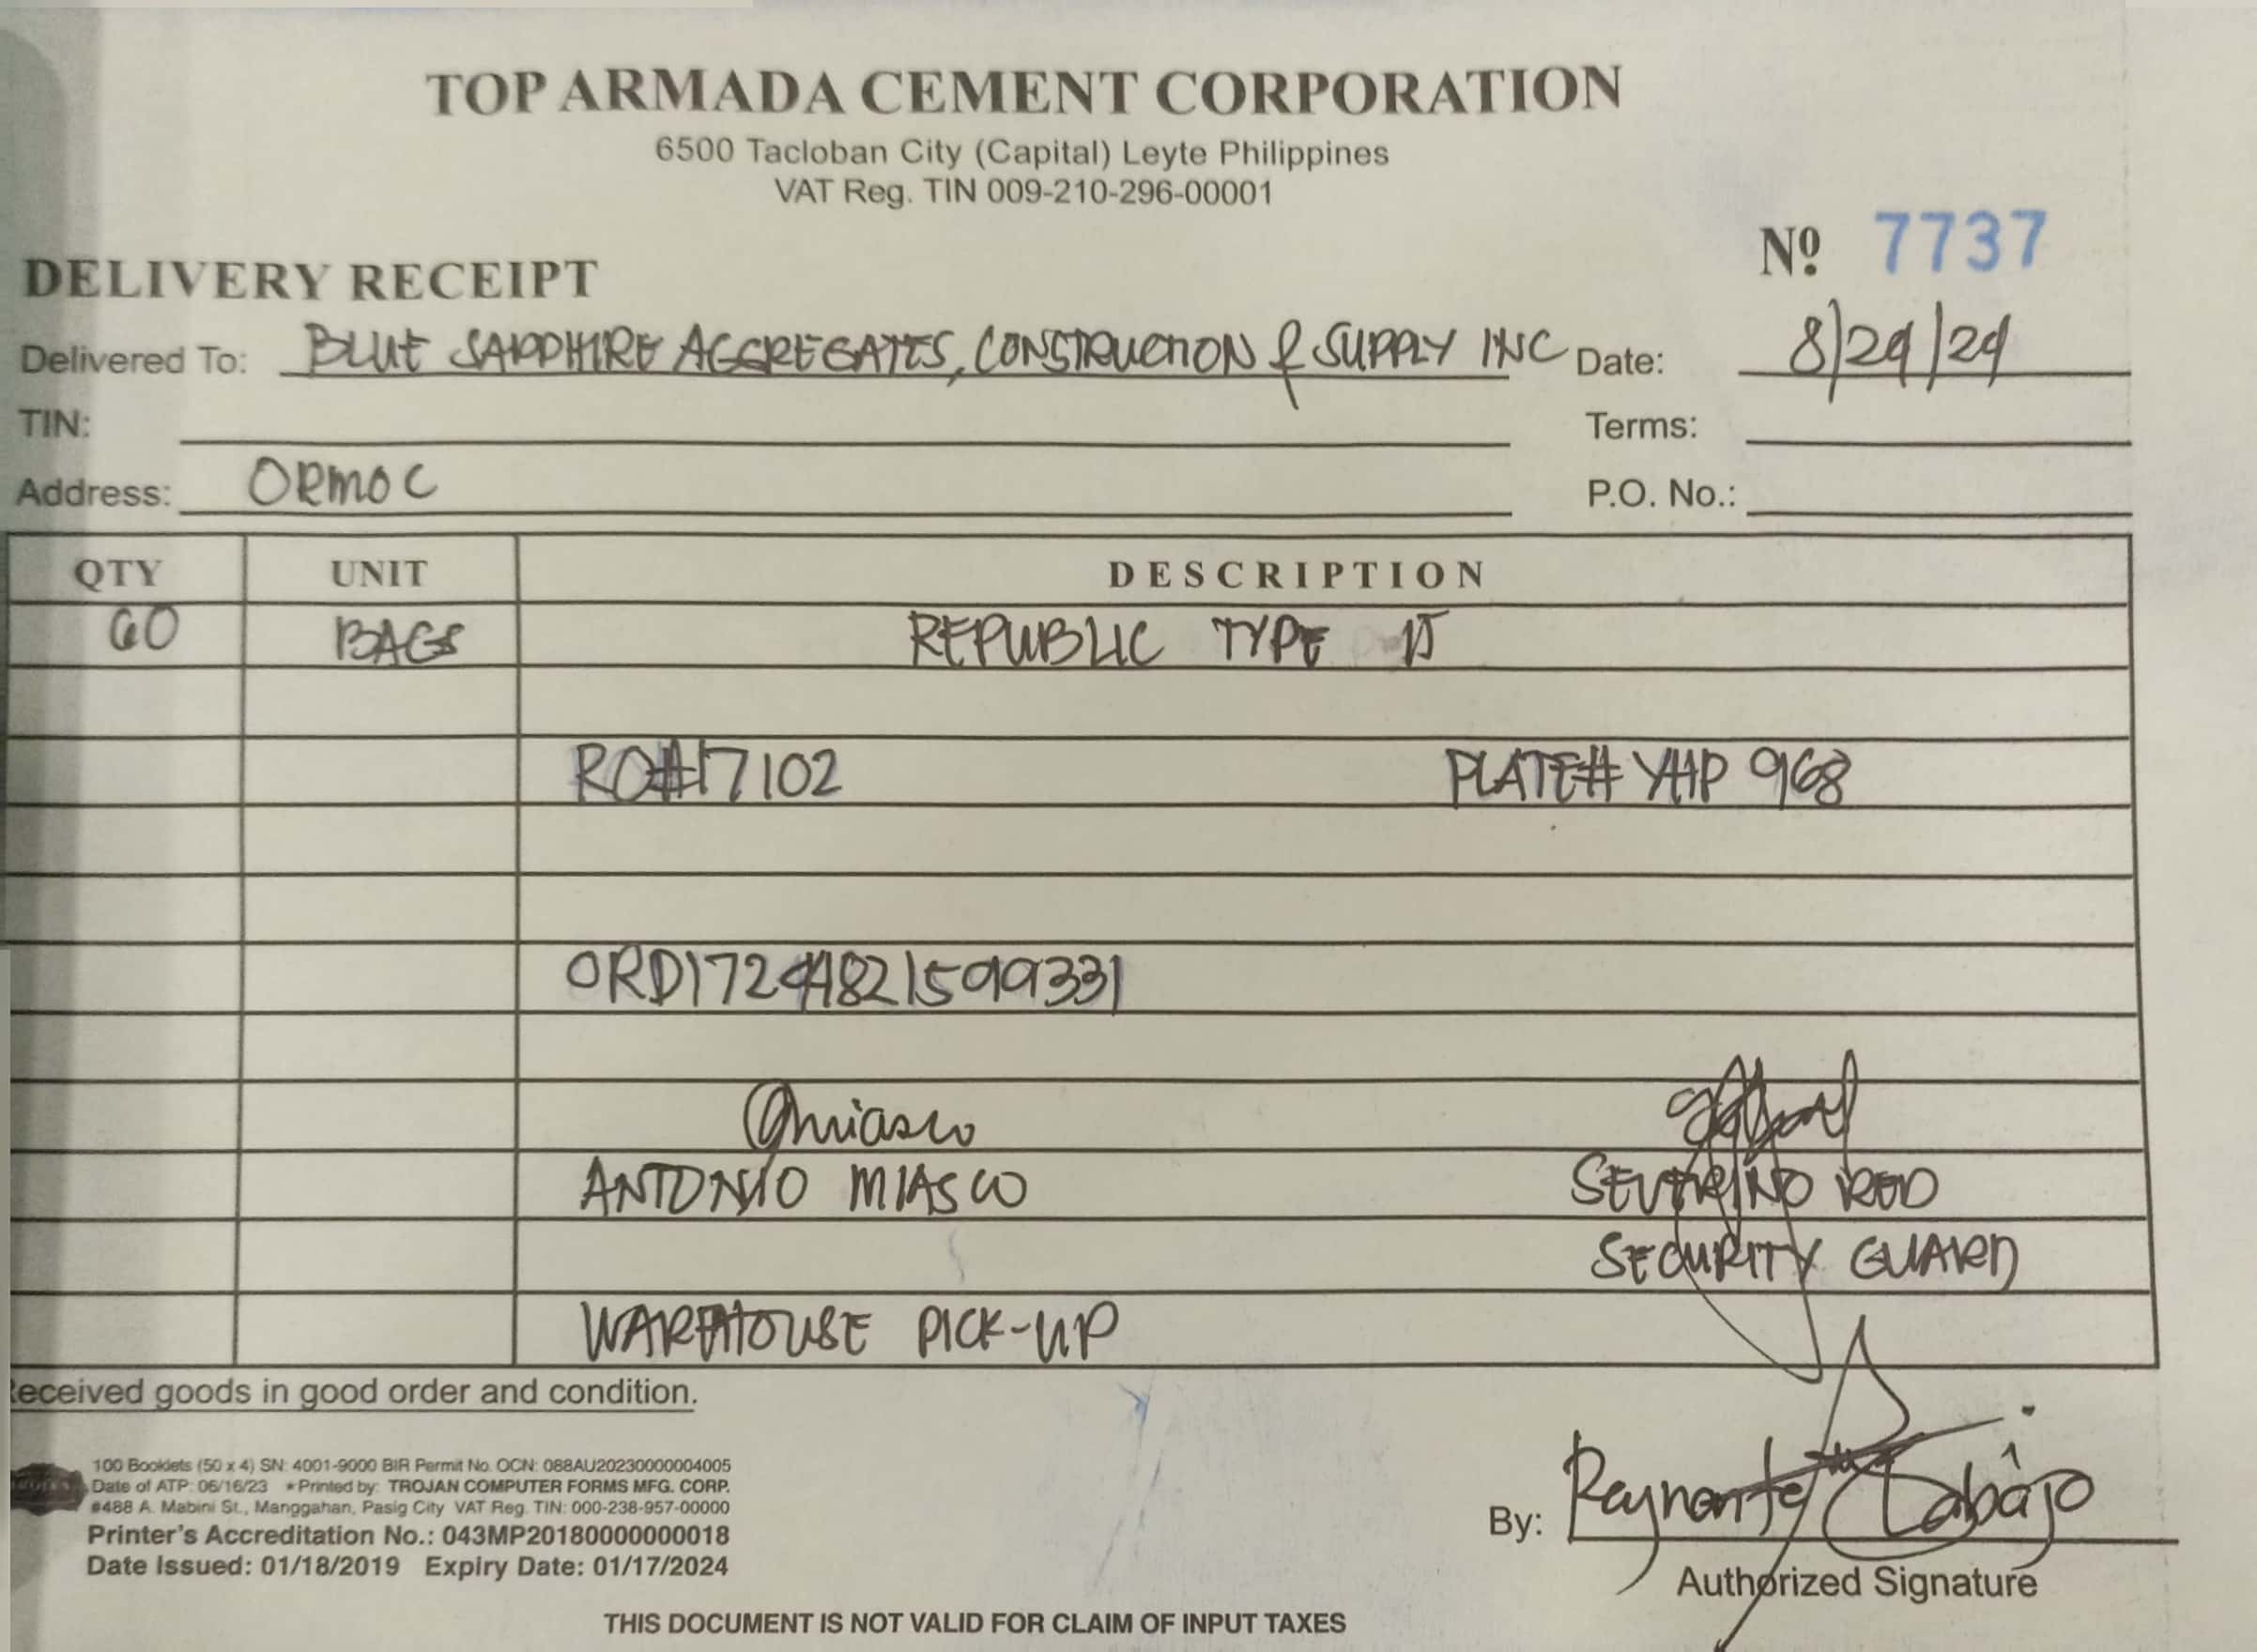 TOP ARMADA CEMENT CORPORATION
6500 Tacloban City (Capital) Leyte Philippines
VAT Reg. TIN 009-210-296-00001
Nº 7737
DELIVERY RECEIPT
Delivered To: BLUE SAPPHIRE AGGREGATES, CONSTRUCTION & SUPPLY INC Date: 8/24/24
TIN: Terms:
Address: ORMOC P.O. No.:
QTY UNIT DESCRIPTION
60 BAGS REPUBLIC TYPE
RO#17102 PLATE# YHP 968
ORD17244821599331
ANTONIO MIASCO SEVERINO RED
SECURITY GUARD
WAREHOUSE PICK-UP
eceived goods in good order and condition.
100 Booklets (50 x 4) SN: 4001-9000 BIR Permit No. OCN: 088AU20230000004005
Date of ATP: 06/16/23 * Printed by: TROJAN COMPUTER FORMS MFG. CORP.
#488 A. Mabini St., Manggahan, Pasig City VAT Reg. TIN: 000-238-957-00000
Printer's Accreditation No.: 043MP20180000000018
Date Issued: 01/18/2019 Expiry Date: 01/17/2024
By: Reynante Labajo
Authorized Signature
THIS DOCUMENT IS NOT VALID FOR CLAIM OF INPUT TAXES